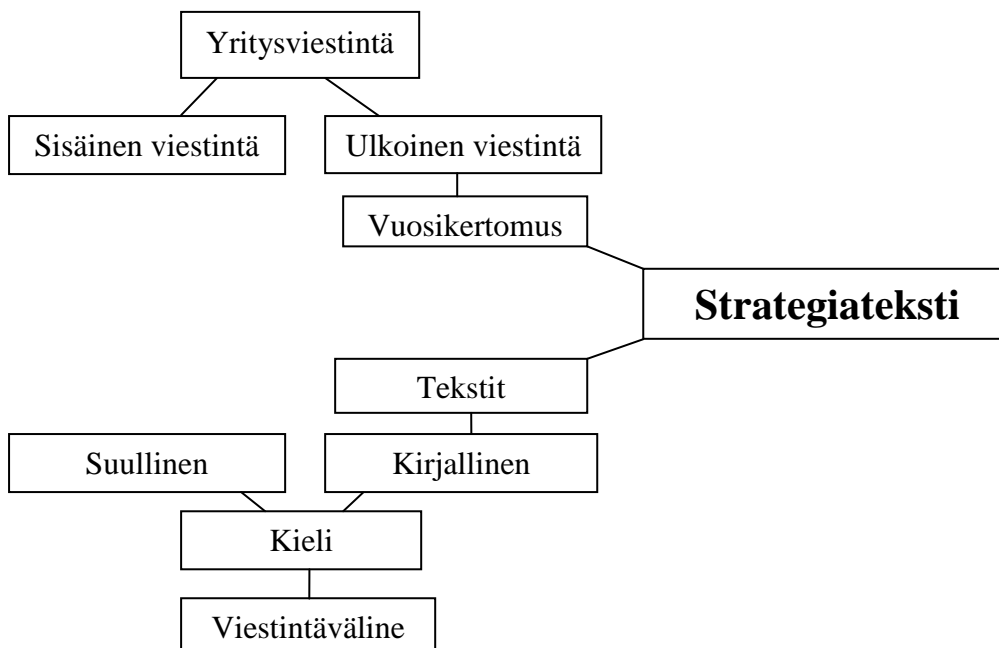 Yritysviestintä
Sisäinen viestintä
Ulkoinen viestintä
Vuosikertomus
Strategiateksti
Tekstit
Suullinen
Kirjallinen
Kieli
Viestintäväline